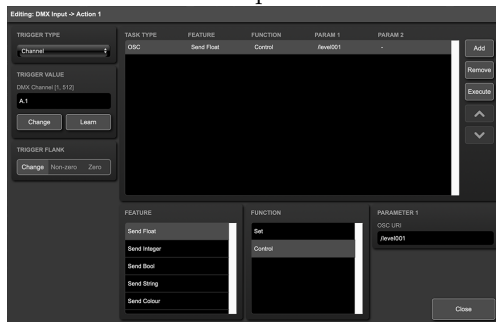 Editing: DMX Input -> Action 1
TRIGGER TYPE
Channel
TRIGGER VALUE
DMX Channel [1, 512]
A.1
Change Learn
TRIGGER FLANK
Change Non-zero Zero
TASK TYPE FEATURE FUNCTION PARAM 1 PARAM 2
OSC Send Float Control /level001 -
Add
Remove
Execute
FEATURE
Send Float
Send Integer
Send Bool
Send String
Send Colour
FUNCTION
Set
Control
PARAMETER 1
OSC URI
/level001
Close